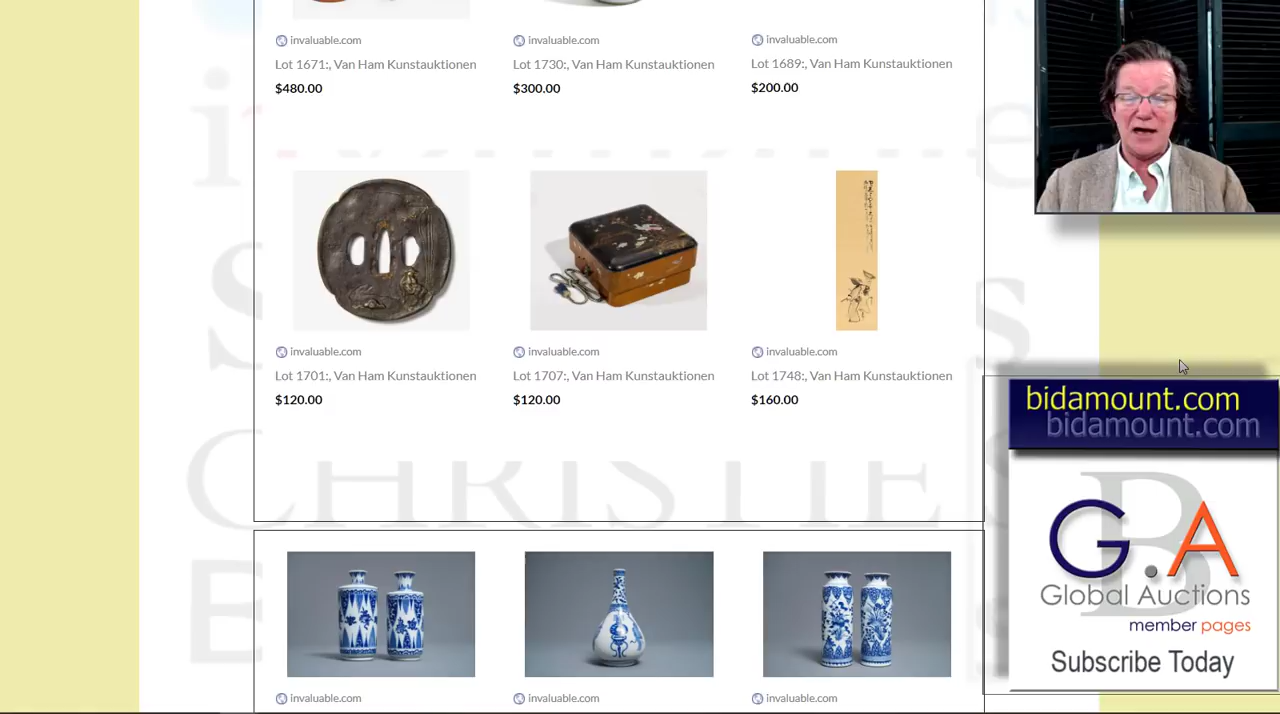 invaluable.com
invaluable.com
invaluable.com
Lot 1671:, Van Ham Kunstauktionen
Lot 1730:, Van Ham Kunstauktionen
Lot 1689:, Van Ham Kunstauktionen
$480.00
$300.00
$200.00
invaluable.com
invaluable.com
invaluable.com
Lot 1701:, Van Ham Kunstauktionen
Lot 1707:, Van Ham Kunstauktionen
Lot 1748:, Van Ham Kunstauktionen
$120.00
$120.00
$160.00
CHRISTIES
invaluable.com
invaluable.com
invaluable.com
bidamount.com
bidamount.com
B
G.A
Global Auctions
member pages
Subscribe Today